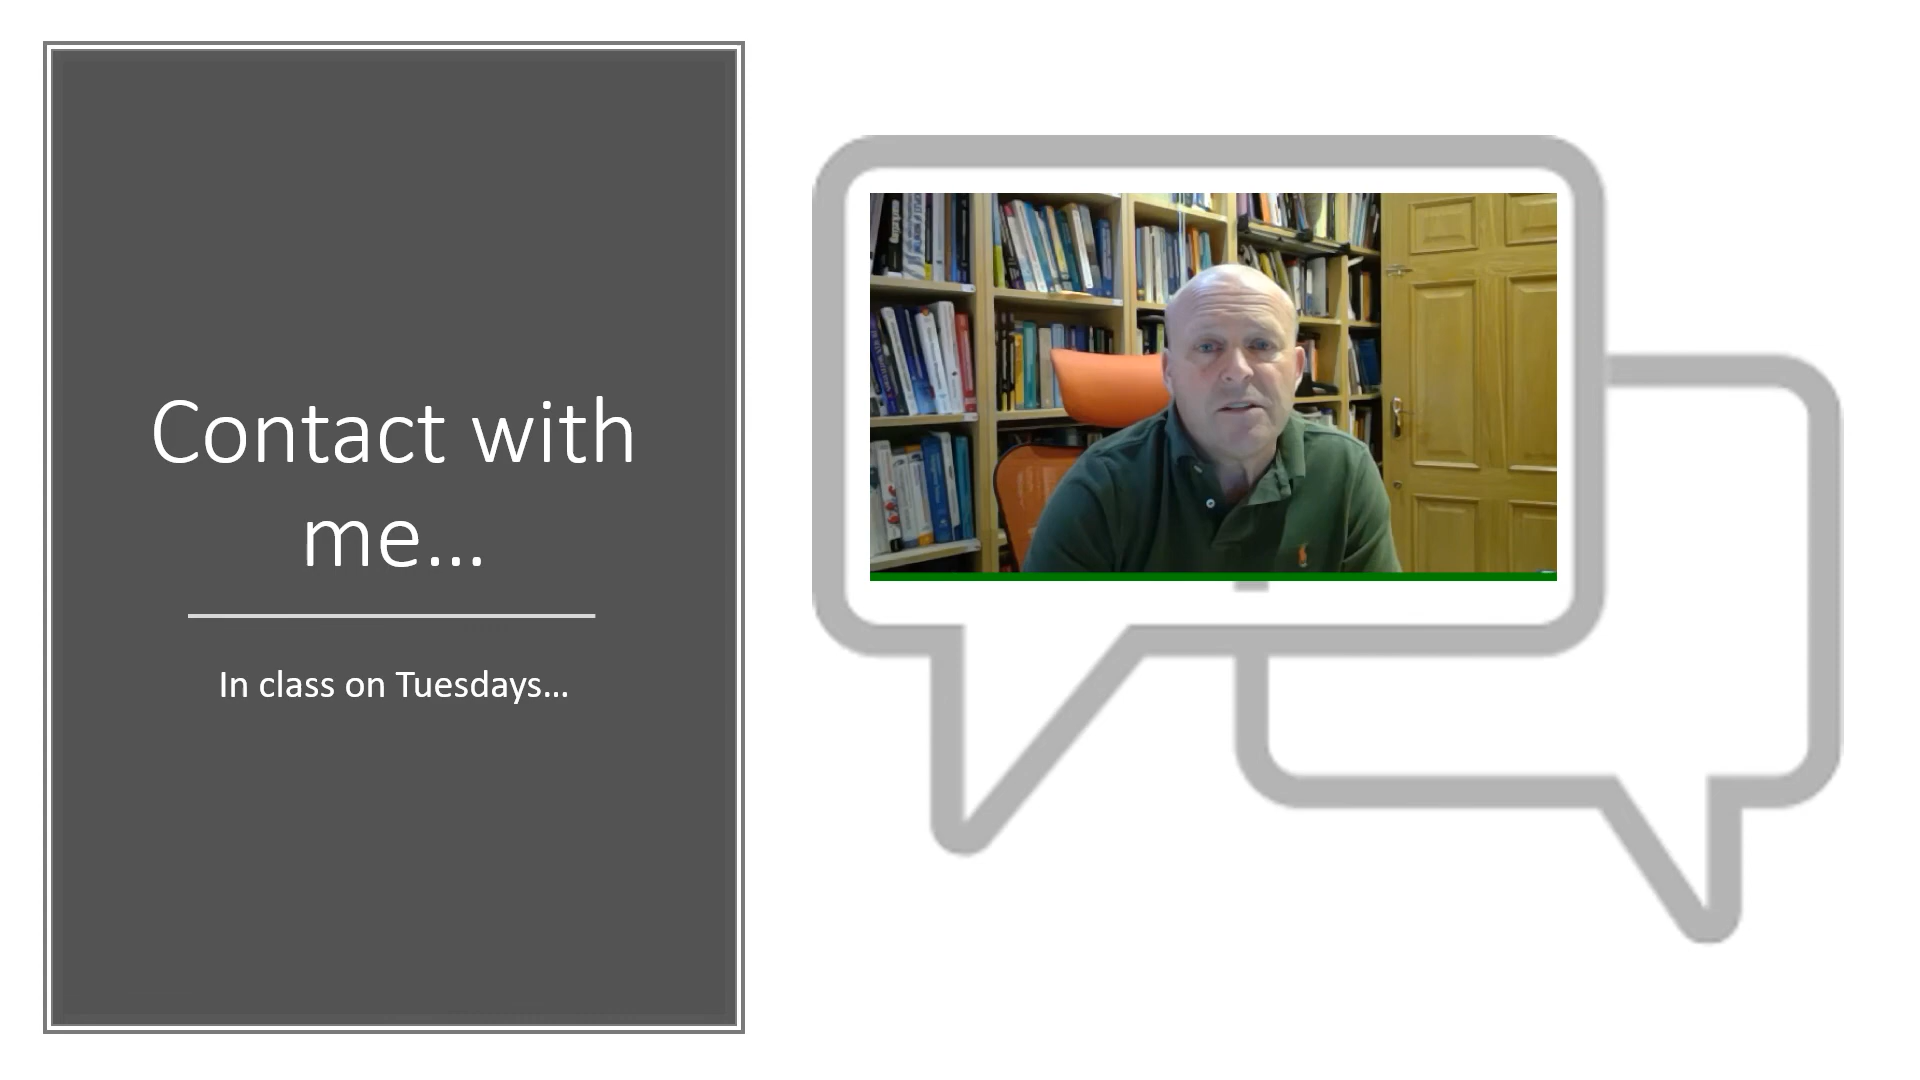 Contact with
me…
In class on Tuesdays…